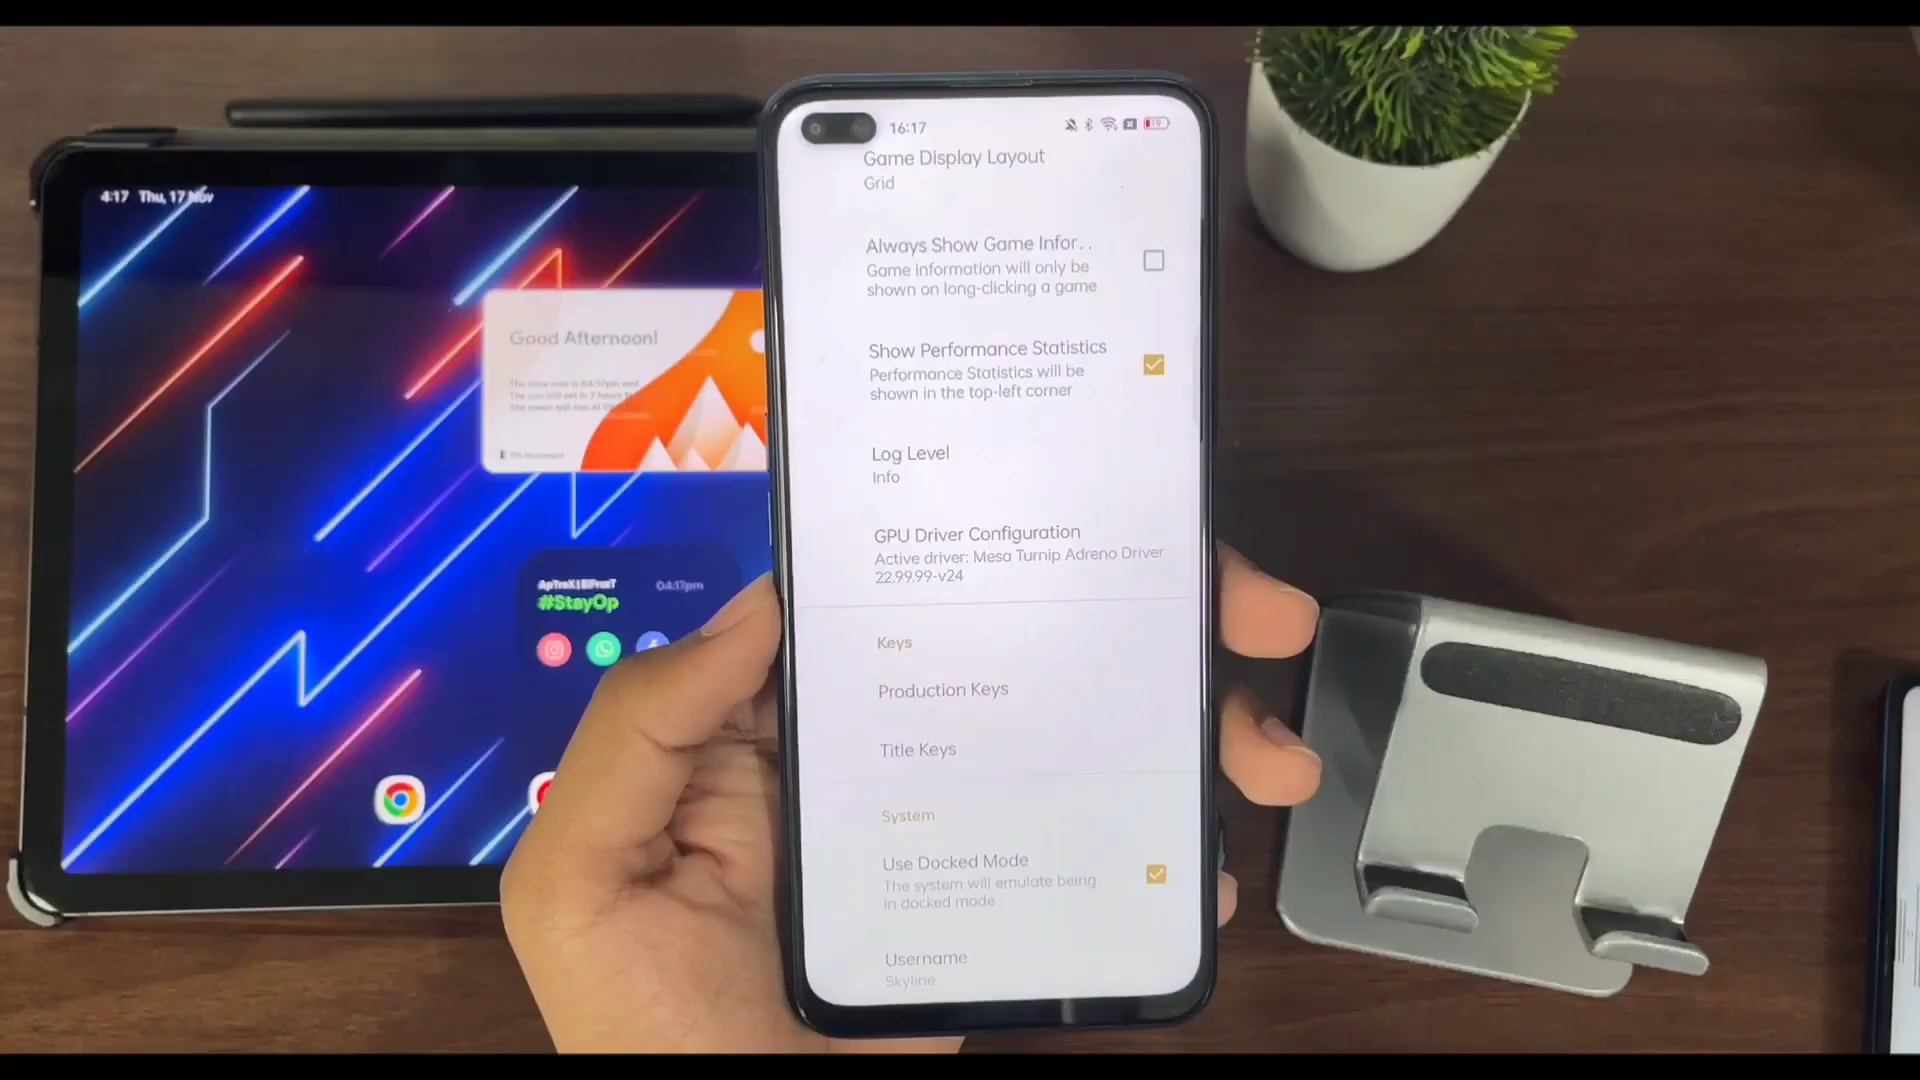 4:17 Thu, 17 Nov
Good Afternoon!
ApTroX | ElFrosT 04:17pm
#StayOp
16:17
19
Game Display Layout
Grid
Always Show Game Infor..
Game information will only be
shown on long-clicking a game
Show Performance Statistics
Performance Statistics will be
shown in the top-left corner
Log Level
Info
GPU Driver Configuration
Active driver: Mesa Turnip Adreno Driver
22.99.99-v24
Keys
Production Keys
Title Keys
System
Use Docked Mode
The system will emulate being
in docked mode
Username
Skyline